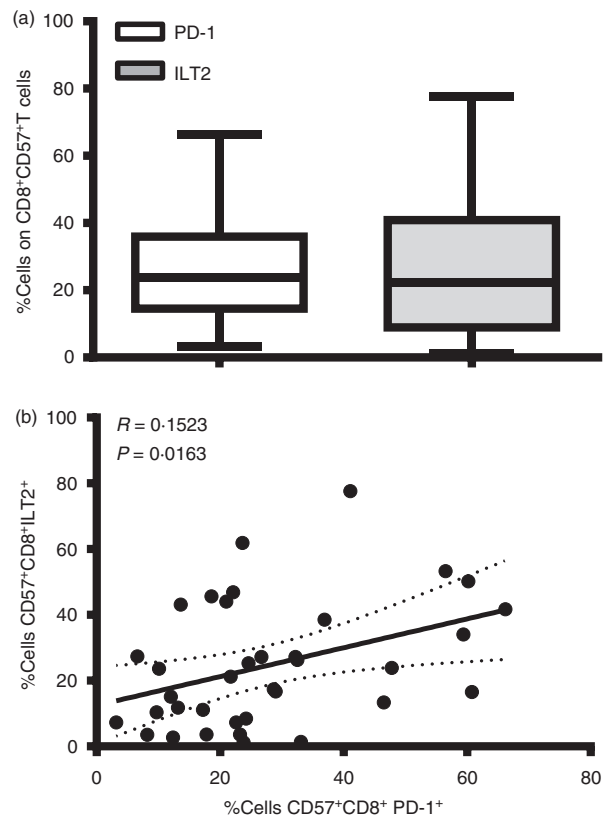 (a)
100
80
60
40
20
0
%Cells on CD8⁺CD57⁺T cells
PD-1
ILT2
(b)
100
80
60
40
20
0
%Cells CD57⁺CD8⁺ILT2⁺
R = 0·1523
P = 0·0163
0 20 40 60 80
%Cells CD57⁺CD8⁺ PD-1⁺